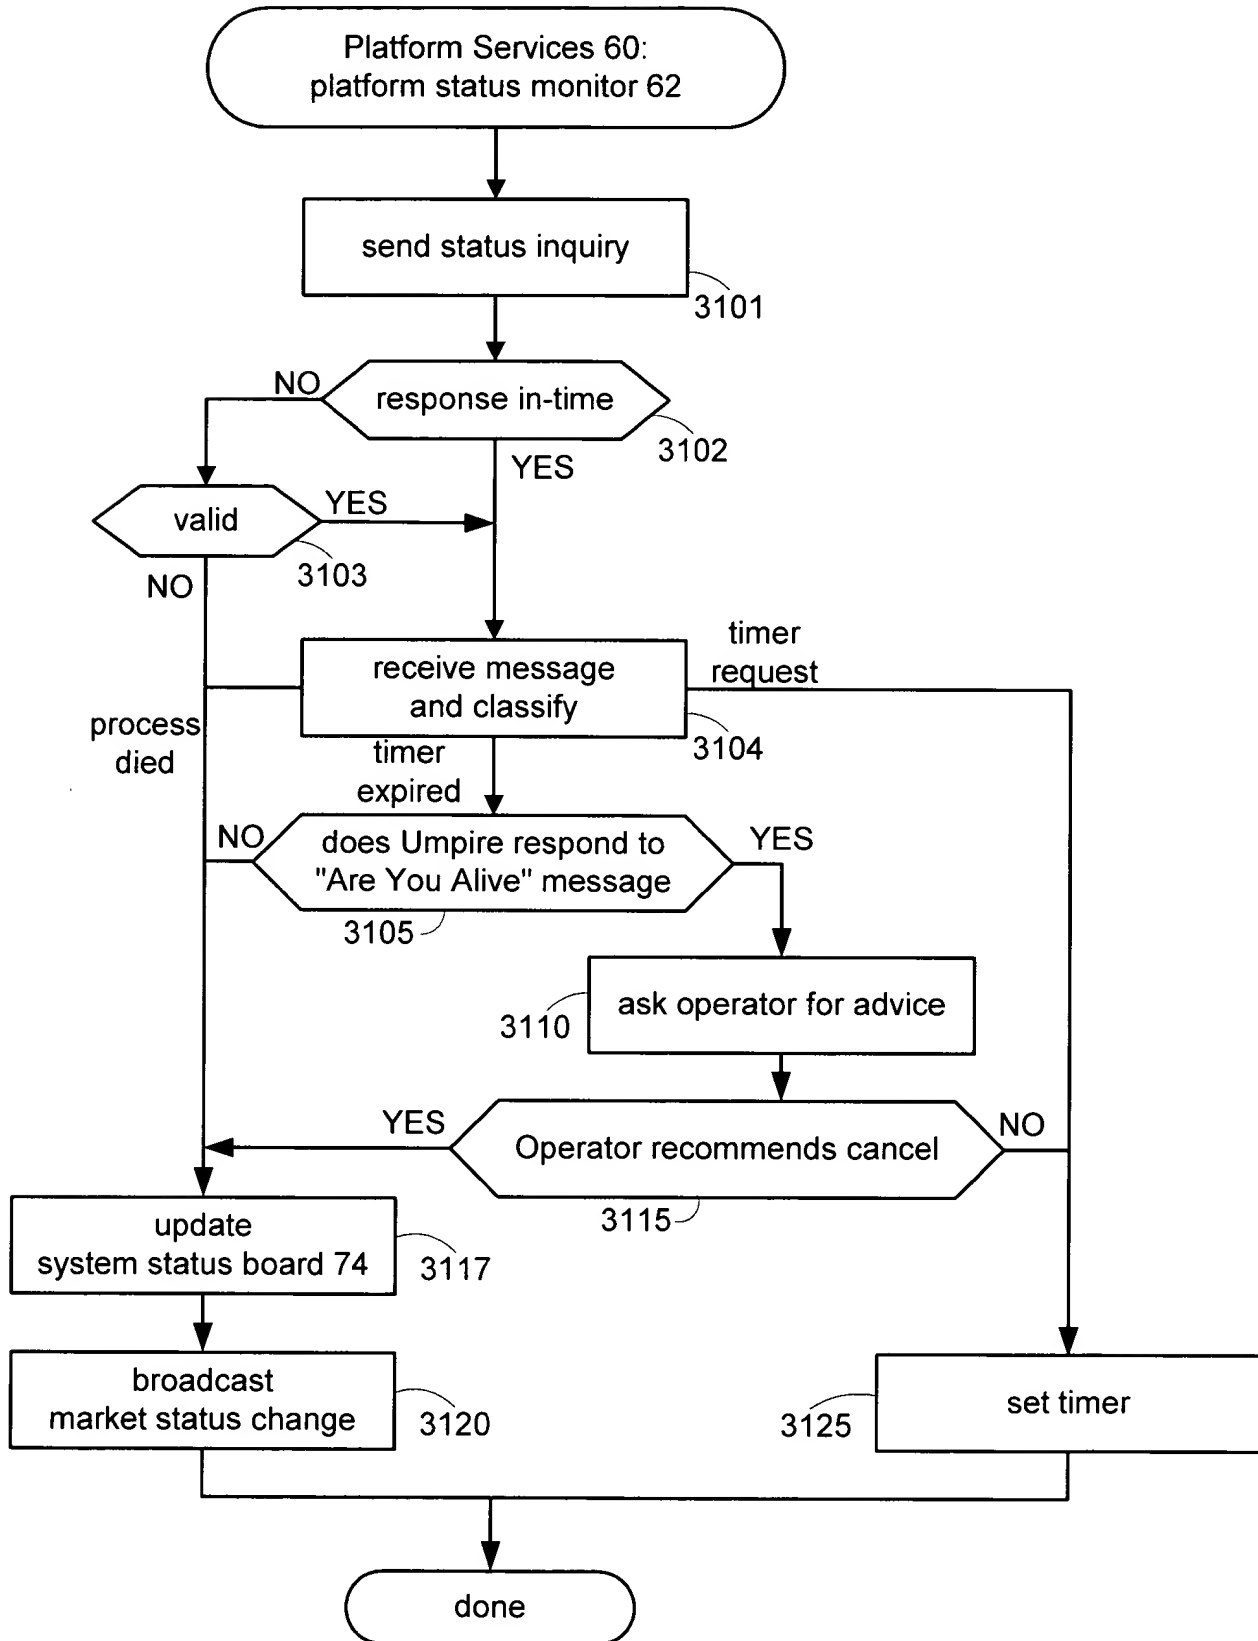 Platform Services 60:
platform status monitor 62
send status inquiry
3101
NO
response in-time
3102
YES
valid
YES
3103
NO
timer
request
receive message
and classify
3104
process
died
timer
expired
NO
does Umpire respond to
"Are You Alive" message
YES
3105
ask operator for advice
3110
YES
Operator recommends cancel
NO
3115
update
system status board 74
3117
broadcast
market status change
3120
set timer
3125
done